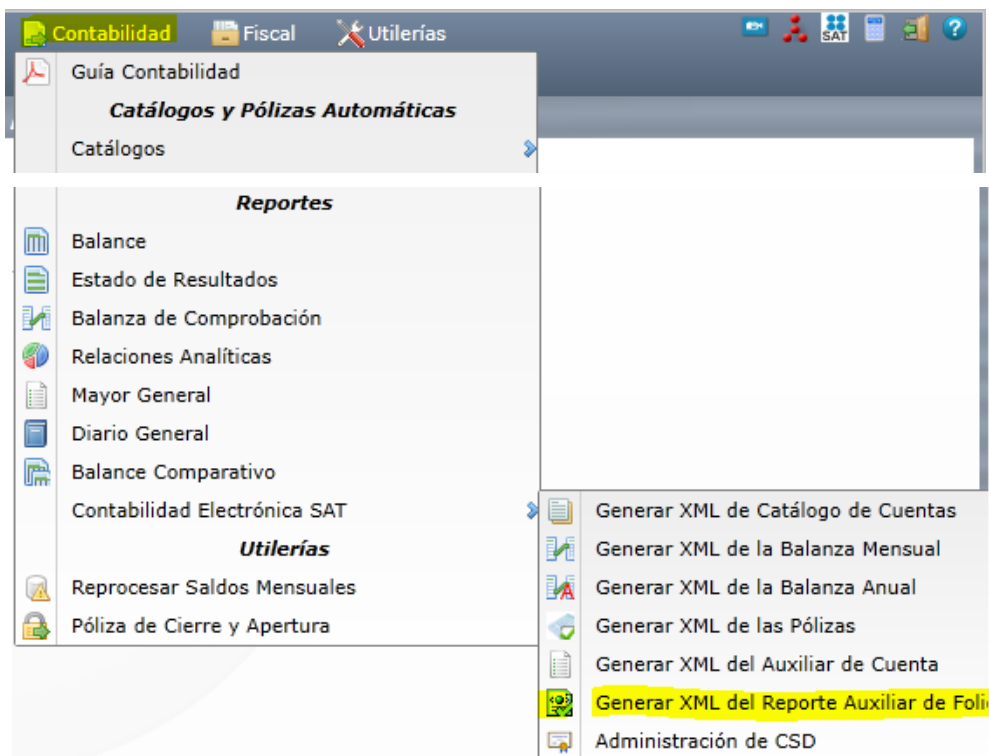 Contabilidad Fiscal Utilerías SAT
Guía Contabilidad
Catálogos y Pólizas Automáticas
Catálogos
Reportes
Balance
Estado de Resultados
Balanza de Comprobación
Relaciones Analíticas
Mayor General
Diario General
Balance Comparativo
Contabilidad Electrónica SAT
Utilerías
Reprocesar Saldos Mensuales
Póliza de Cierre y Apertura
Generar XML de Catálogo de Cuentas
Generar XML de la Balanza Mensual
Generar XML de la Balanza Anual
Generar XML de las Pólizas
Generar XML del Auxiliar de Cuenta
Generar XML del Reporte Auxiliar de Foli
Administración de CSD